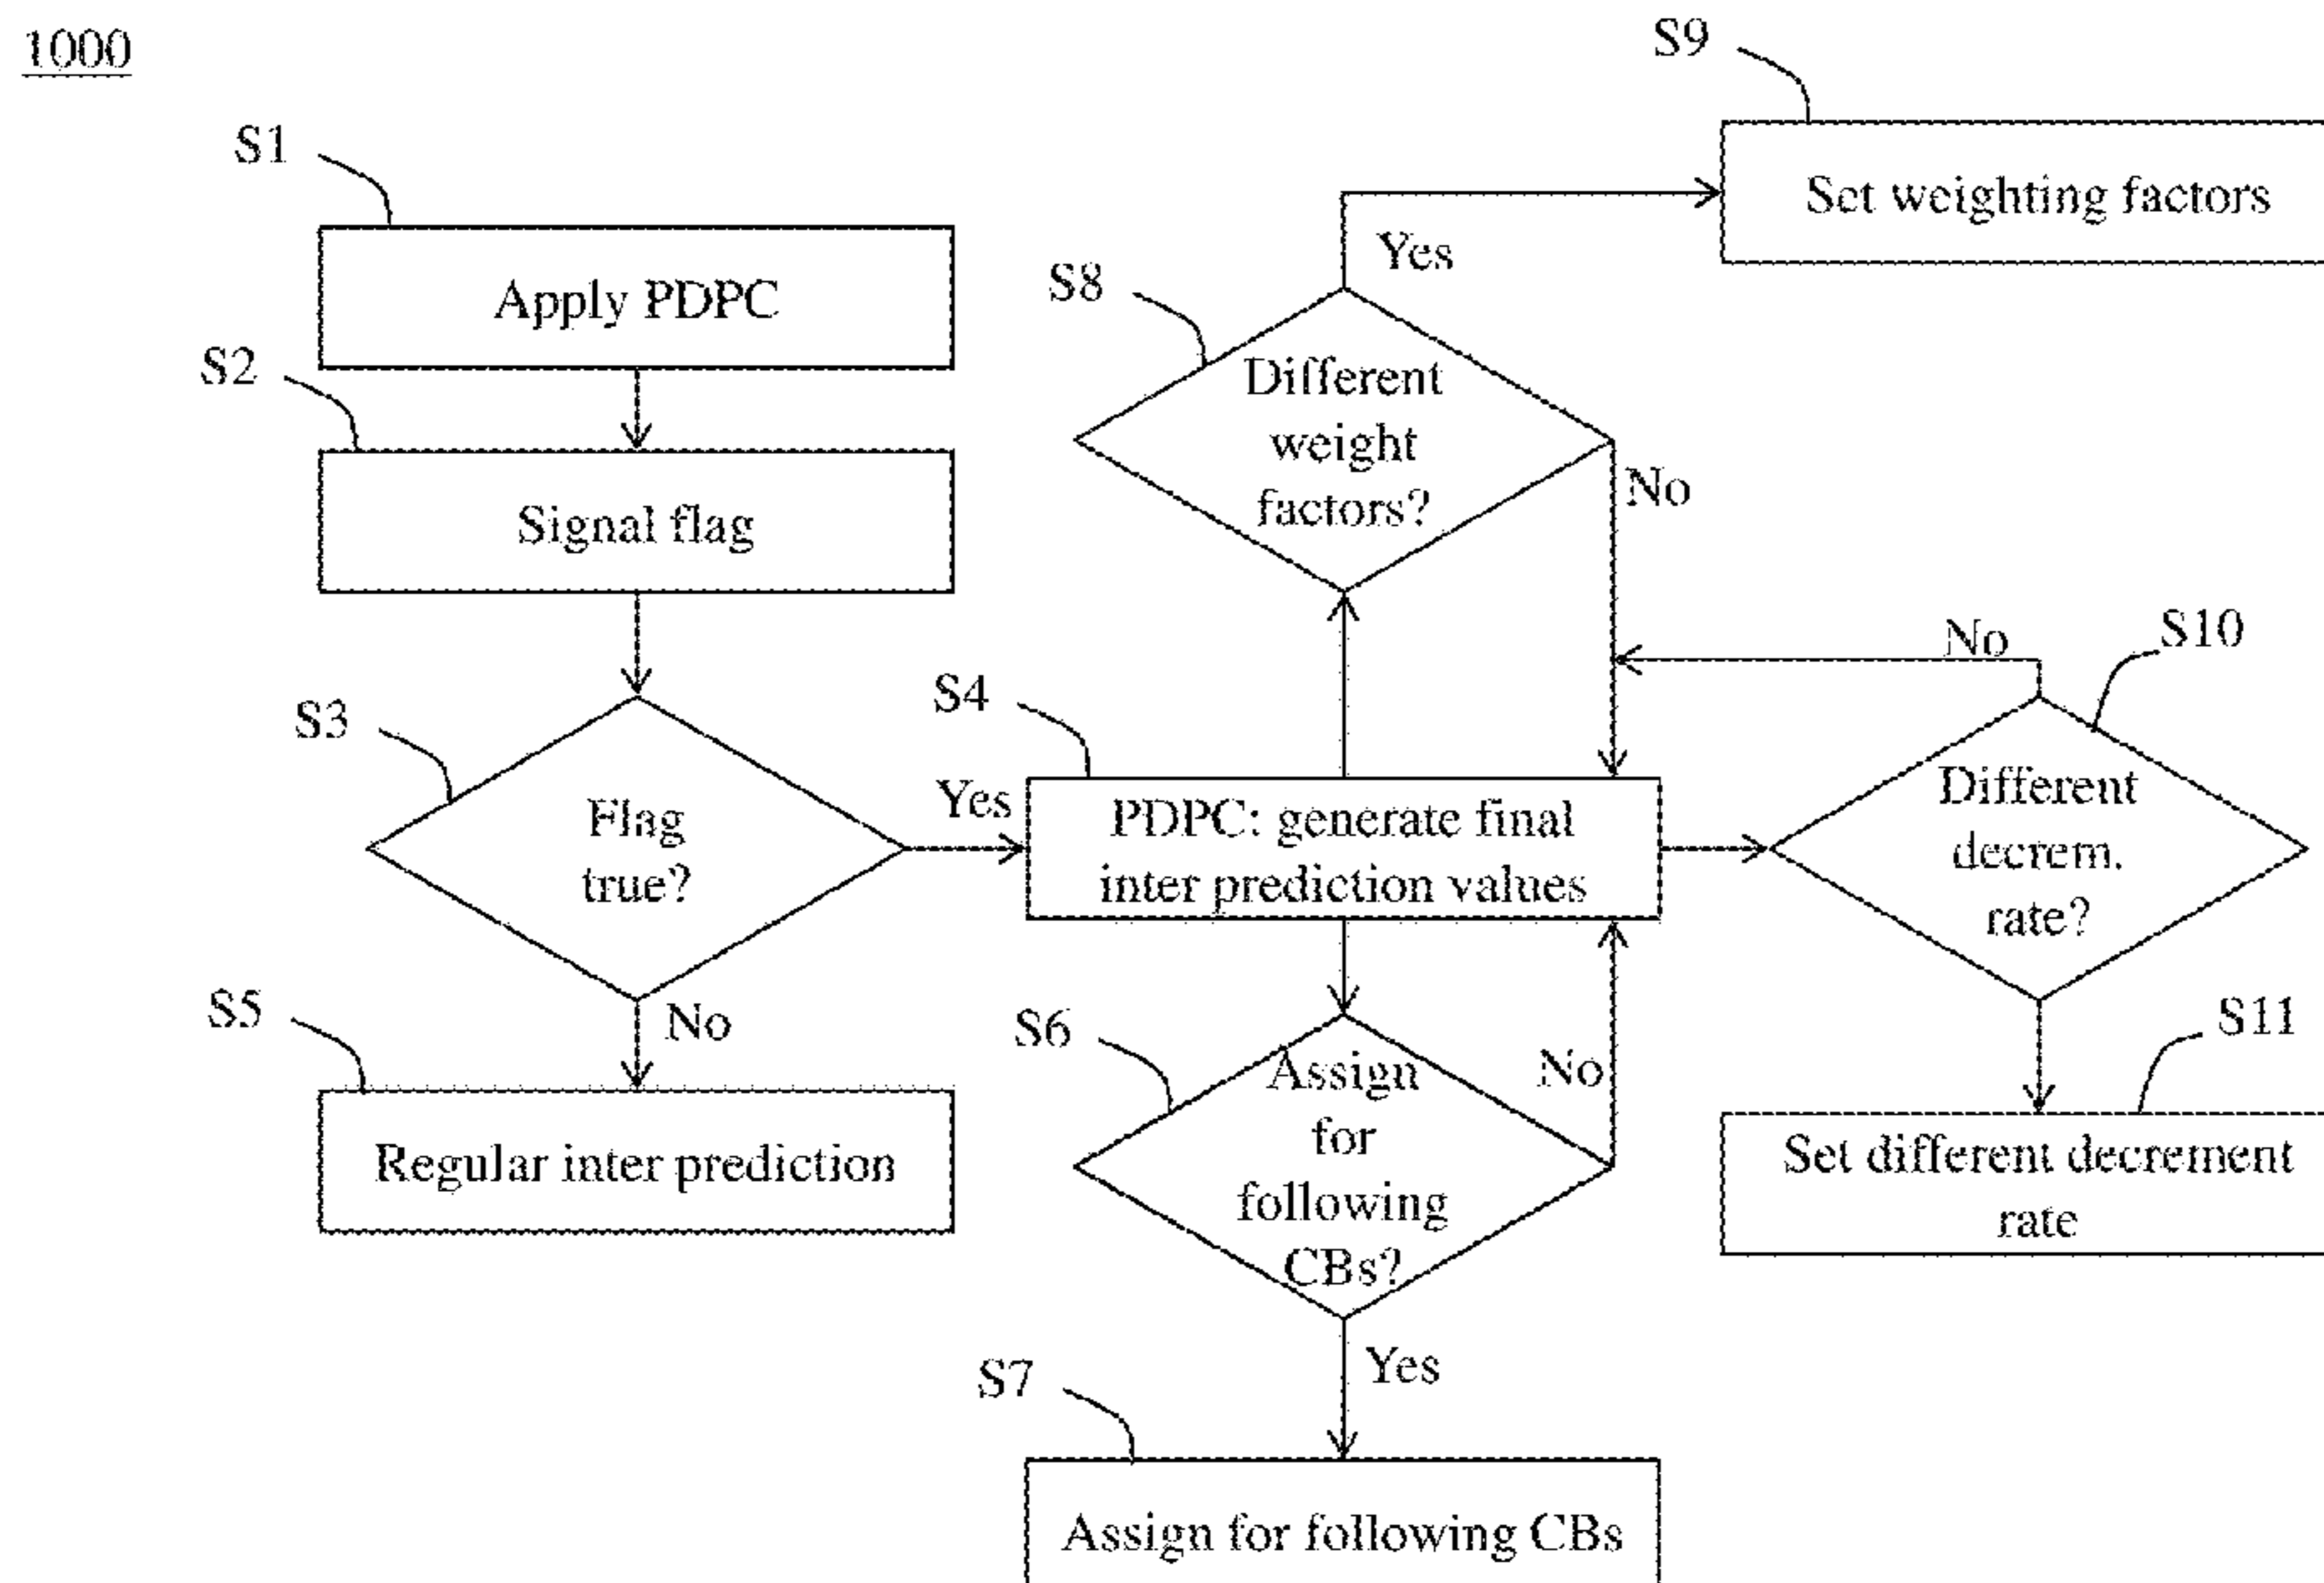 1000
S1
Apply PDPC
S2
Signal flag
S3
Flag
true?
Yes
No
S5
Regular inter prediction
S4
PDPC: generate final
inter prediction values
S8
Different
weight
factors?
Yes
No
S9
Set weighting factors
S6
Assign
for
following
CBs?
No
Yes
S7
Assign for following CBs
S10
No
Different
decrem.
rate?
S11
Set different decrement
rate